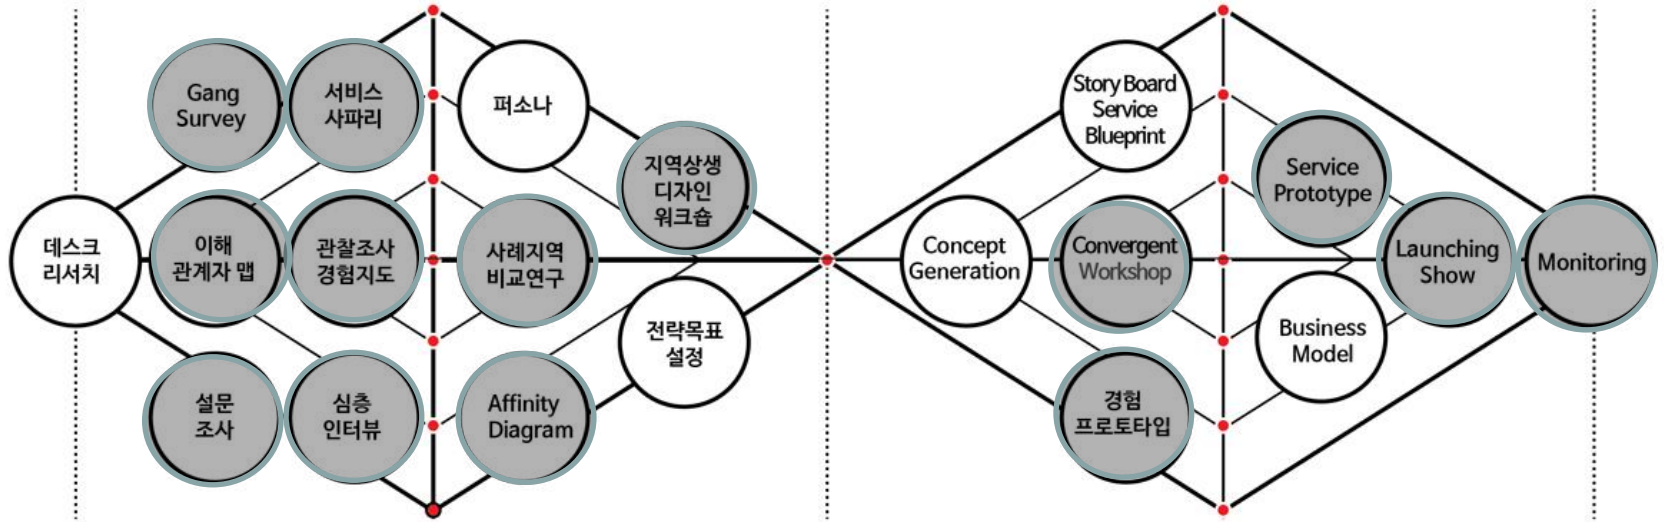 데스크
리서치
Gang
Survey
서비스
사파리
이해
관계자 맵
관찰조사
경험지도
설문
조사
심층
인터뷰
퍼소나
지역상생
디자인
워크숍
사례지역
비교연구
전략목표
설정
Affinity
Diagram
Concept
Generation
Story Board
Service
Blueprint
Convergent
Workshop
경험
프로토타입
Service
Prototype
Business
Model
Launching
Show
Monitoring